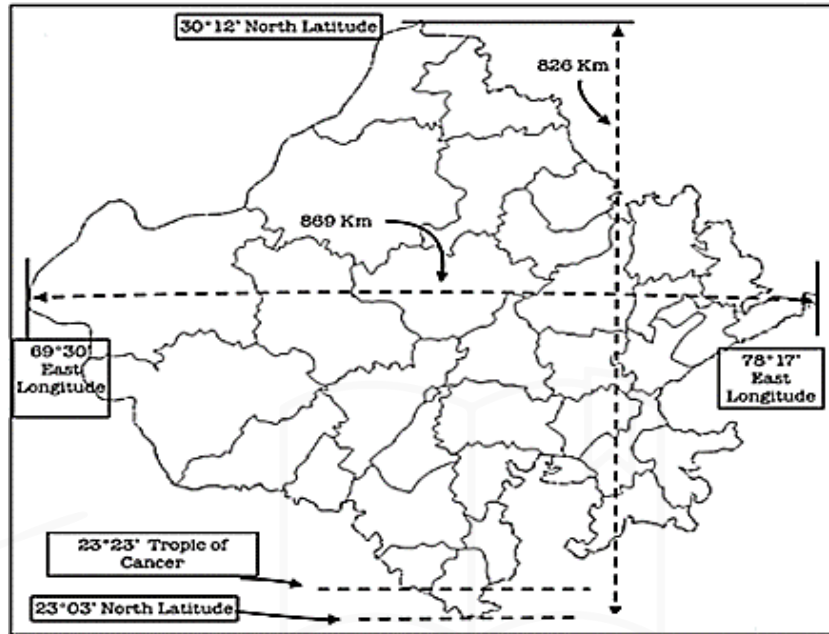 30°12' North Latitude
826 Km
869 Km
69°30'
East
Longitude
78°17'
East
Longitude
23°23' Tropic of
Cancer
23°03' North Latitude